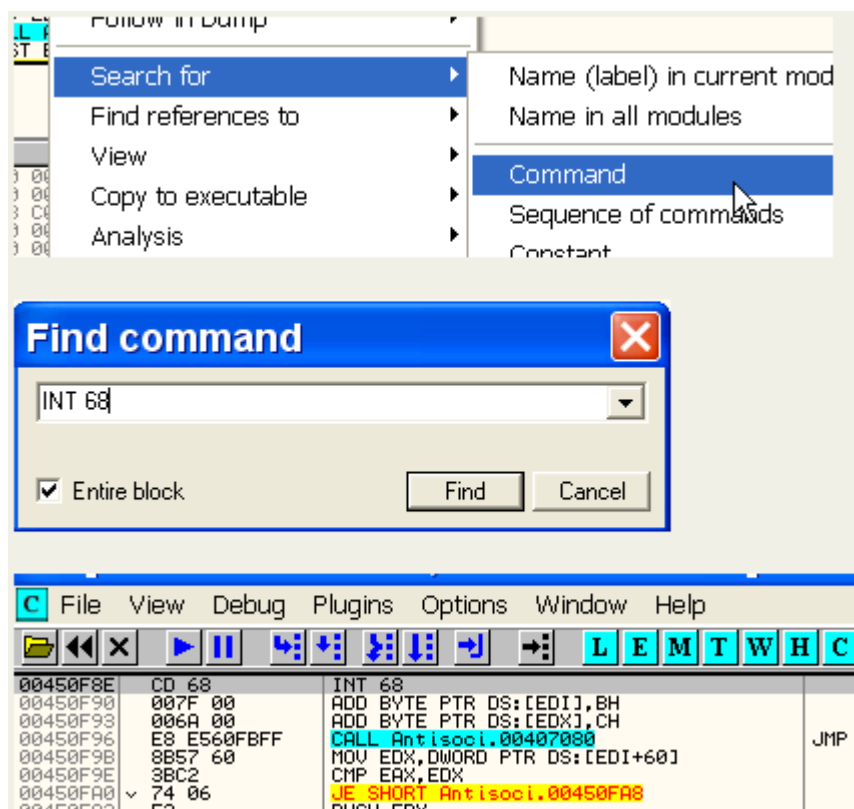 Follow in Dump
Search for
Name (label) in current mod
Find references to
Name in all modules
View
Command
Copy to executable
Sequence of commands
Analysis
Constant
Find command
INT 68
Entire block
Find
Cancel
C File View Debug Plugins Options Window Help
L E M T W H C
00450F8E CD 68 INT 68
00450F90 007F 00 ADD BYTE PTR DS:[EDI],BH
00450F93 006A 00 ADD BYTE PTR DS:[EDX],CH
00450F96 E8 E560FBFF CALL Antisoci.00407080 JMP
00450F9B 8B57 60 MOV EDX,DWORD PTR DS:[EDI+60]
00450F9E 3BC2 CMP EAX,EDX
00450FA0 74 06 JE SHORT Antisoci.00450FA8
PUSH EDX